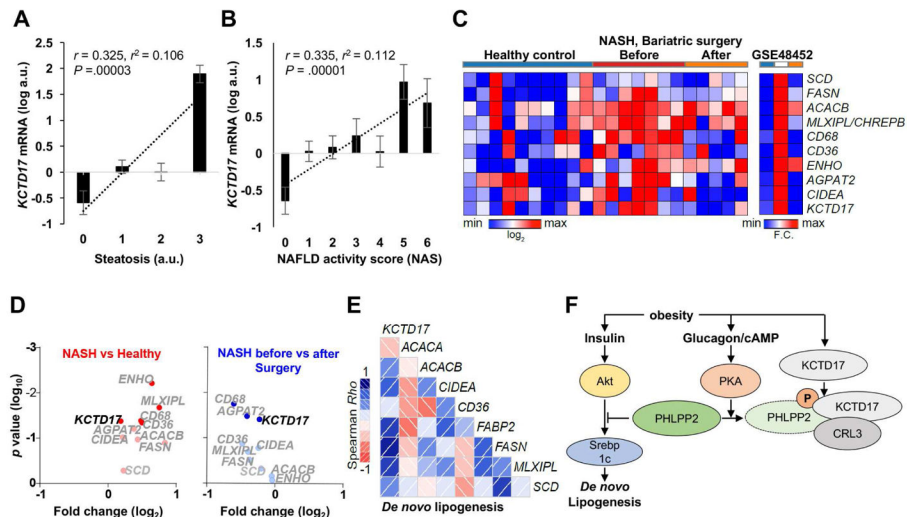 A
r = 0.325, r² = 0.106
P =.00003
KCTD17 mRNA (log a.u.)
2.5
2
1.5
1
0.5
0
-0.5
-1
-1.5
0 1 2 3
Steatosis (a.u.)
B
r = 0.335, r² = 0.112
P =.00001
KCTD17 mRNA (log a.u.)
1.5
1.0
0.5
0.0
-0.5
-1.0
0 1 2 3 4 5 6
NAFLD activity score (NAS)
C
NASH, Bariatric surgery
Healthy control Before After GSE48452
SCD
FASN
ACACB
MLXIPL/CHREPB
CD68
CD36
ENHO
AGPAT2
CIDEA
KCTD17
min max
log₂
min max
F.C.
D
p value (log₁₀)
-3
-2
-1
0
NASH vs Healthy
ENHO
MLXIPL
KCTD17
CD68
CD36
AGPAT2
ACACB
CIDEA
FASN
SCD
-1 0 1
Fold change (log₂)
NASH before vs after
Surgery
CD68
AGPAT2
KCTD17
CD36
CIDEA
MLXIPL
FASN
SCD
ACACB
ENHO
-1 0 1
Fold change (log₂)
E
KCTD17
ACACA
ACACB
CIDEA
CD36
FABP2
FASN
MLXIPL
SCD
1
Spearman Rho
-1
De novo lipogenesis
F
obesity
Insulin
Glucagon/cAMP
KCTD17
Akt
PKA
P
PHLPP2
PHLPP2
KCTD17
CRL3
Srebp
1c
De novo
Lipogenesis